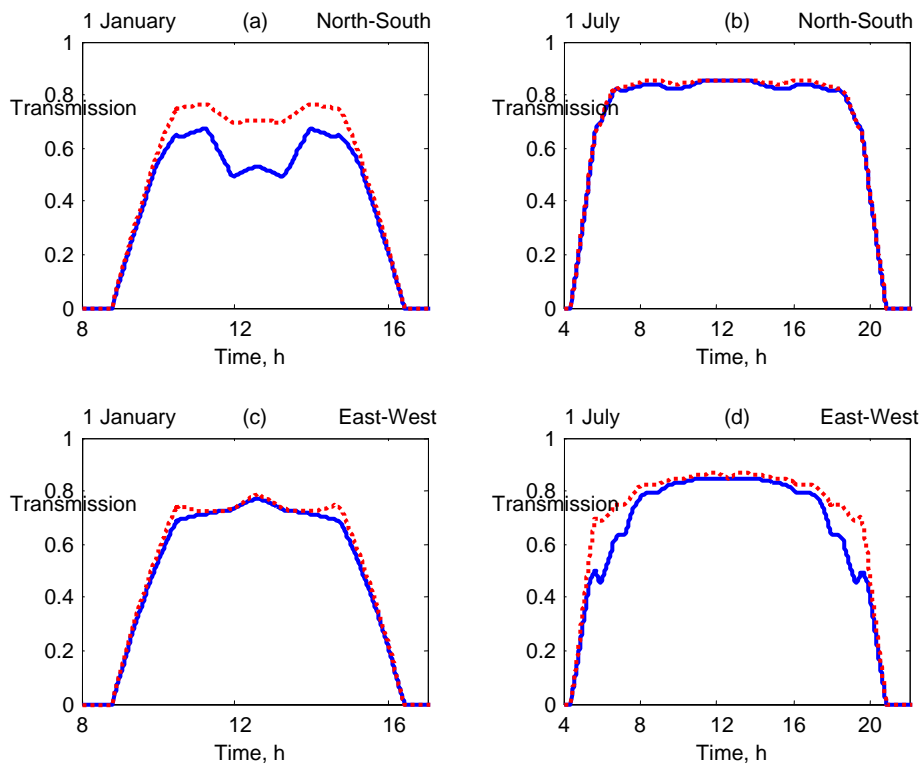 1 January (a) North-South
1
0.8
Transmission
0.6
0.4
0.2
0
8 12 16
Time, h
1 July (b) North-South
1
0.8
Transmission
0.6
0.4
0.2
0
4 8 12 16 20
Time, h
1 January (c) East-West
1
0.8
Transmission
0.6
0.4
0.2
0
8 12 16
Time, h
1 July (d) East-West
1
0.8
Transmission
0.6
0.4
0.2
0
4 8 12 16 20
Time, h